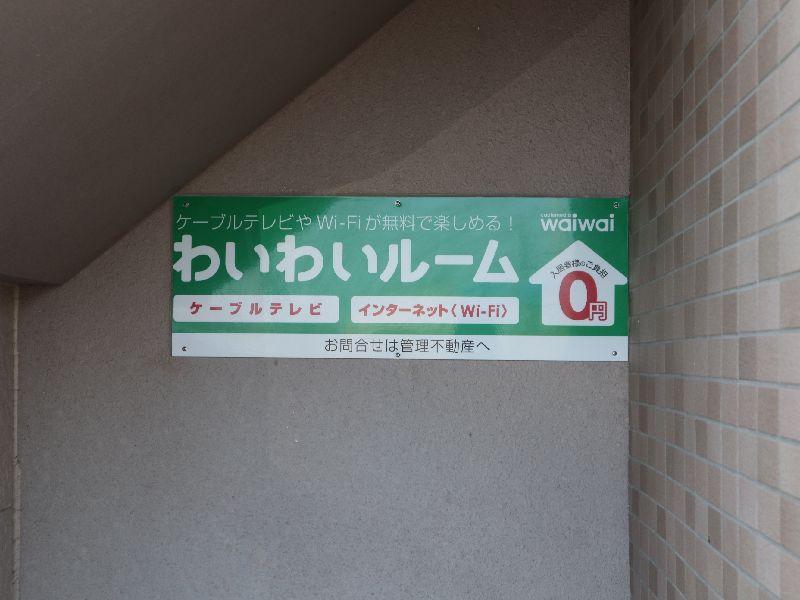 ケーブルテレビや Wi-Fiが無料で楽しめる！
waiwai
わいわいルーム
ケーブルテレビ
インターネット〈Wi-Fi〉
入居者様のご負担
0円
お問合せは管理不動産へ